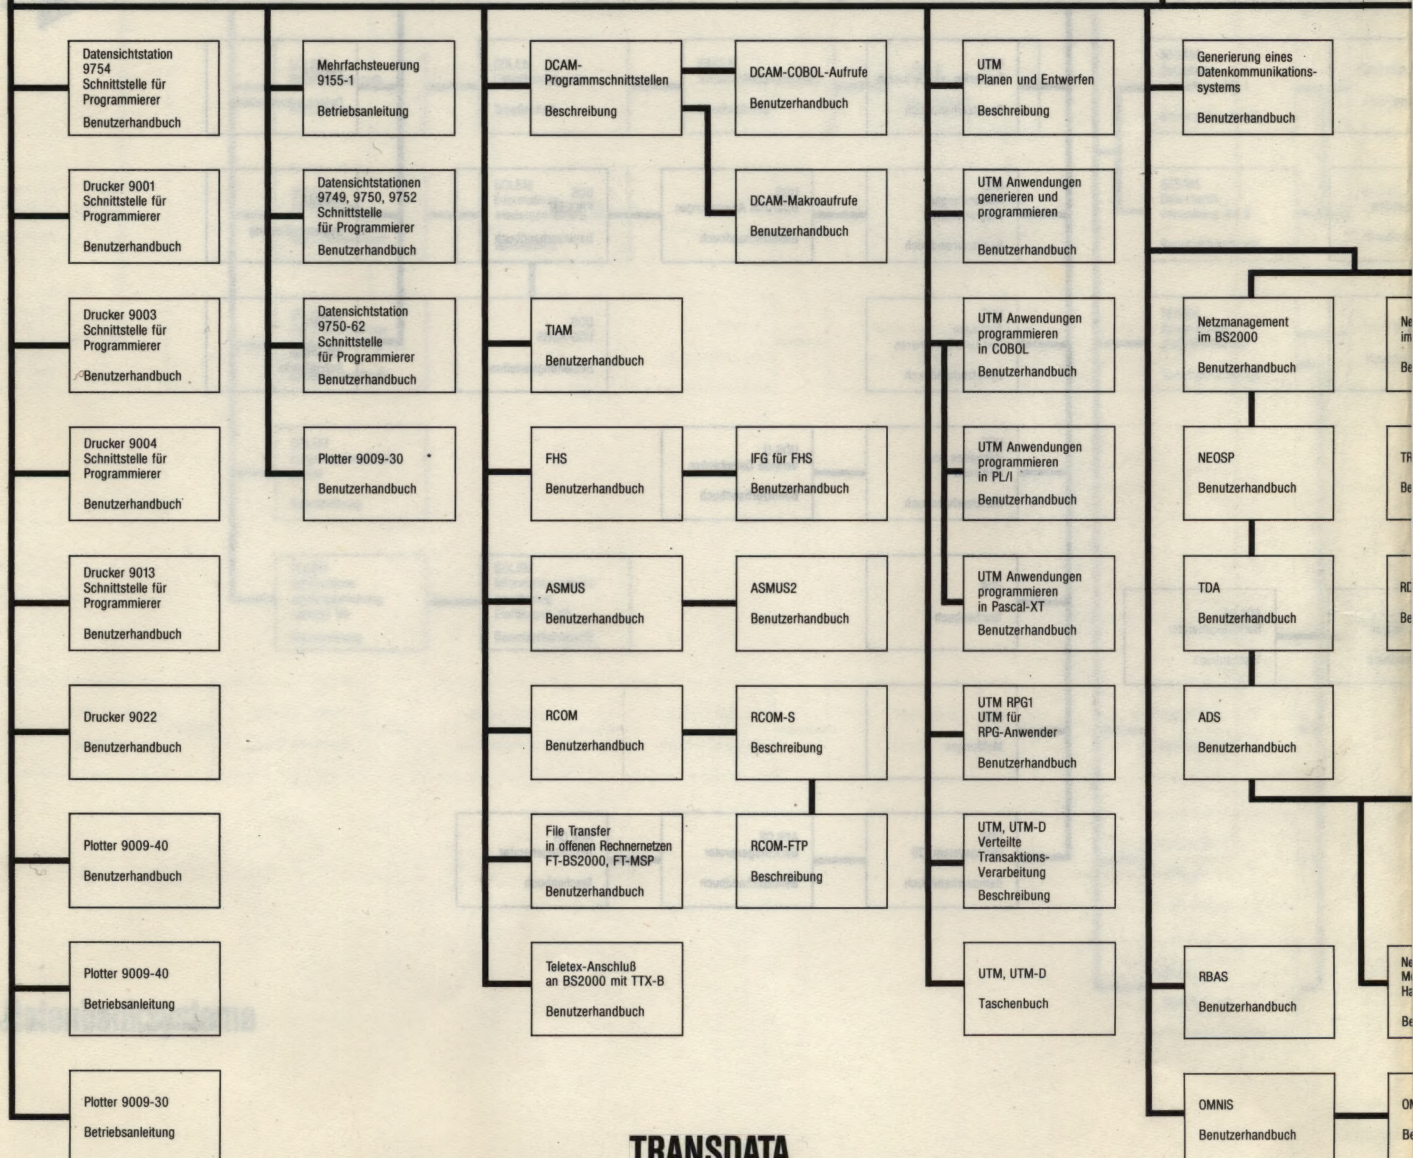 Datensichtstation
9754
Schnittstelle für
Programmierer
Benutzerhandbuch
Drucker 9001
Schnittstelle für
Programmierer
Benutzerhandbuch
Drucker 9003
Schnittstelle für
Programmierer
Benutzerhandbuch
Drucker 9004
Schnittstelle für
Programmierer
Benutzerhandbuch
Drucker 9013
Schnittstelle für
Programmierer
Benutzerhandbuch
Drucker 9022
Benutzerhandbuch
Plotter 9009-40
Benutzerhandbuch
Plotter 9009-40
Betriebsanleitung
Plotter 9009-30
Betriebsanleitung
Mehrfachsteuerung
9155-1
Betriebsanleitung
Datensichtstationen
9749, 9750, 9752
Schnittstelle
für Programmierer
Benutzerhandbuch
Datensichtstation
9750-62
Schnittstelle
für Programmierer
Benutzerhandbuch
Plotter 9009-30
Benutzerhandbuch
DCAM-
Programmschnittstellen
Beschreibung
DCAM-COBOL-Aufrufe
Benutzerhandbuch
DCAM-Makroaufrufe
Benutzerhandbuch
TIAM
Benutzerhandbuch
FHS
Benutzerhandbuch
IFG für FHS
Benutzerhandbuch
ASMUS
Benutzerhandbuch
ASMUS2
Benutzerhandbuch
RCOM
Benutzerhandbuch
RCOM-S
Beschreibung
File Transfer
in offenen Rechnernetzen
FT-BS2000, FT-MSP
Benutzerhandbuch
RCOM-FTP
Beschreibung
Teletex-Anschluß
an BS2000 mit TTX-B
Benutzerhandbuch
UTM
Planen und Entwerfen
Beschreibung
UTM Anwendungen
generieren und
programmieren
Benutzerhandbuch
UTM Anwendungen
programmieren
in COBOL
Benutzerhandbuch
UTM Anwendungen
programmieren
in PL/I
Benutzerhandbuch
UTM Anwendungen
programmieren
in Pascal-XT
Benutzerhandbuch
UTM RPG1
UTM für
RPG-Anwender
Benutzerhandbuch
UTM, UTM-D
Verteilte
Transaktions-
Verarbeitung
Beschreibung
UTM, UTM-D
Taschenbuch
Generierung eines
Datenkommunikations-
systems
Benutzerhandbuch
Netzmanagement
im BS2000
Benutzerhandbuch
NEOSP
Benutzerhandbuch
TDA
Benutzerhandbuch
ADS
Benutzerhandbuch
RBAS
Benutzerhandbuch
OMNIS
Benutzerhandbuch
TRANSDATA